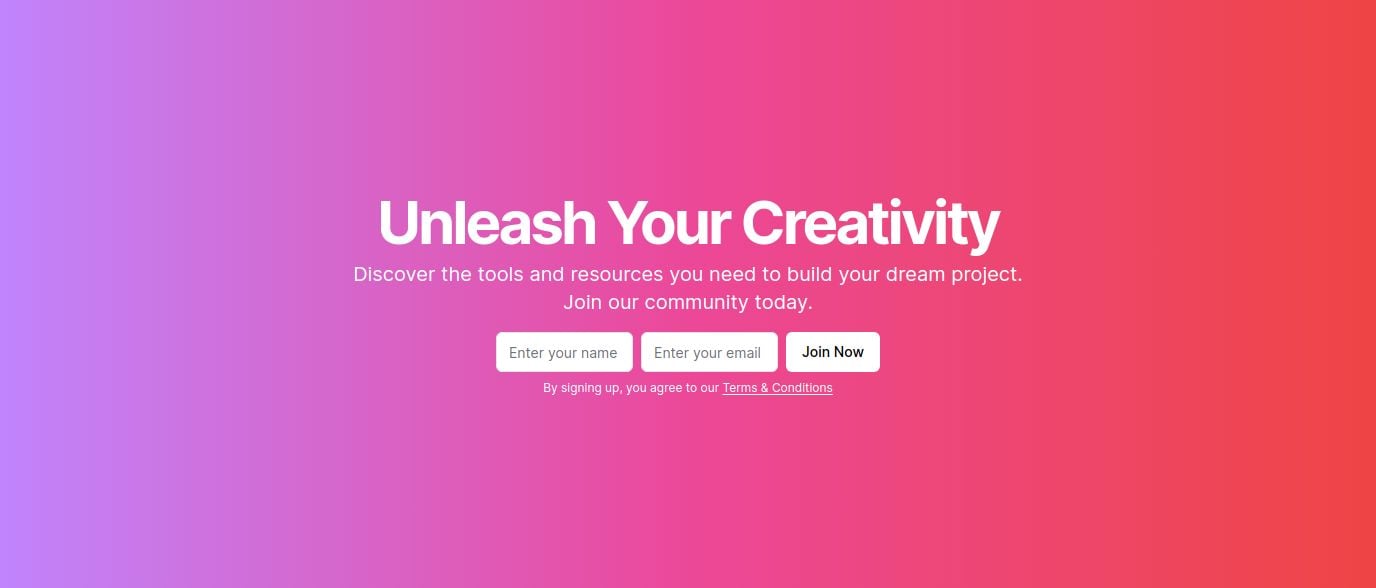 Unleash Your Creativity
Discover the tools and resources you need to build your dream project.
Join our community today.
Enter your name Enter your email Join Now
By signing up, you agree to our Terms & Conditions